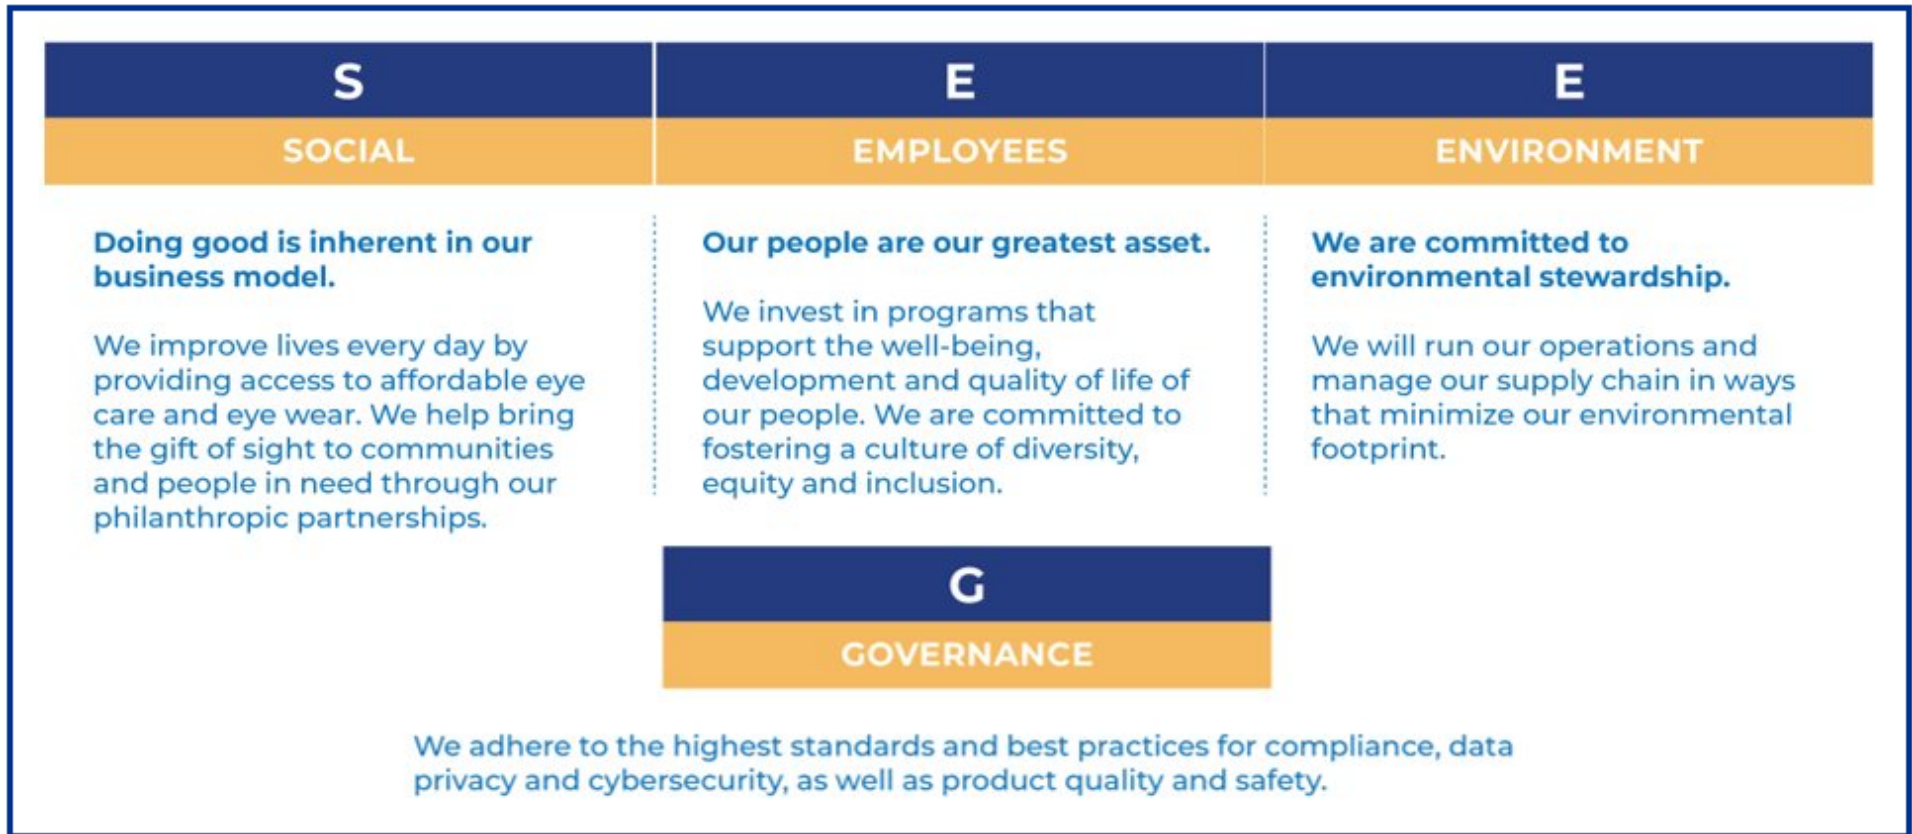 S
SOCIAL
Doing good is inherent in our
business model.
We improve lives every day by
providing access to affordable eye
care and eye wear. We help bring
the gift of sight to communities
and people in need through our
philanthropic partnerships.
E
EMPLOYEES
Our people are our greatest asset.
We invest in programs that
support the well-being,
development and quality of life of
our people. We are committed to
fostering a culture of diversity,
equity and inclusion.
E
ENVIRONMENT
We are committed to
environmental stewardship.
We will run our operations and
manage our supply chain in ways
that minimize our environmental
footprint.
G
GOVERNANCE
We adhere to the highest standards and best practices for compliance, data
privacy and cybersecurity, as well as product quality and safety.